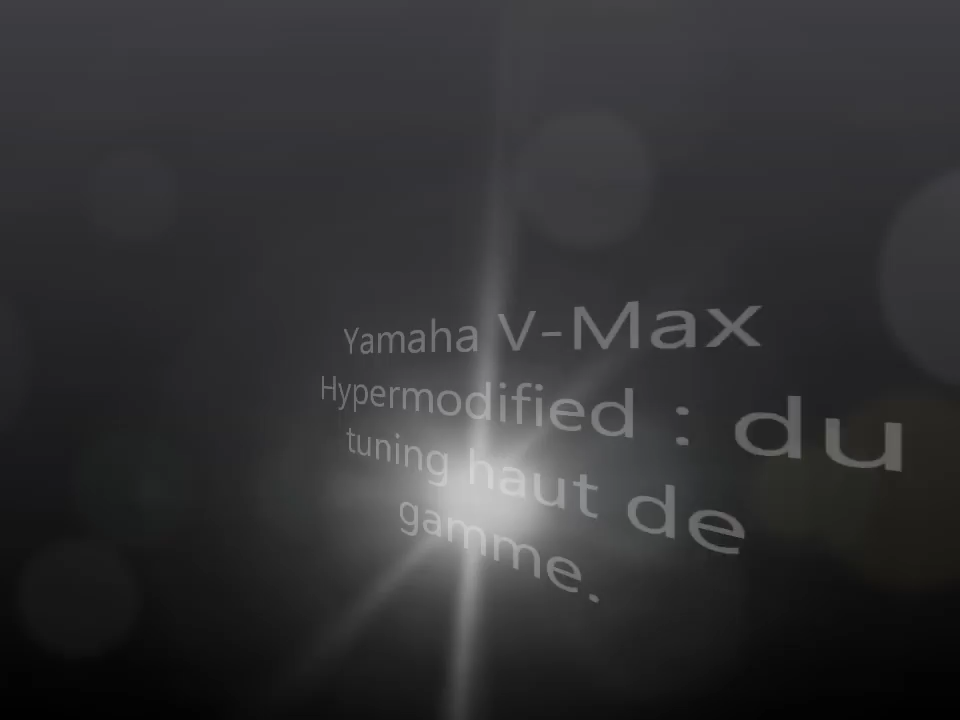 Yamaha V-Max
Hypermodified : du
tuning haut de
gamme.